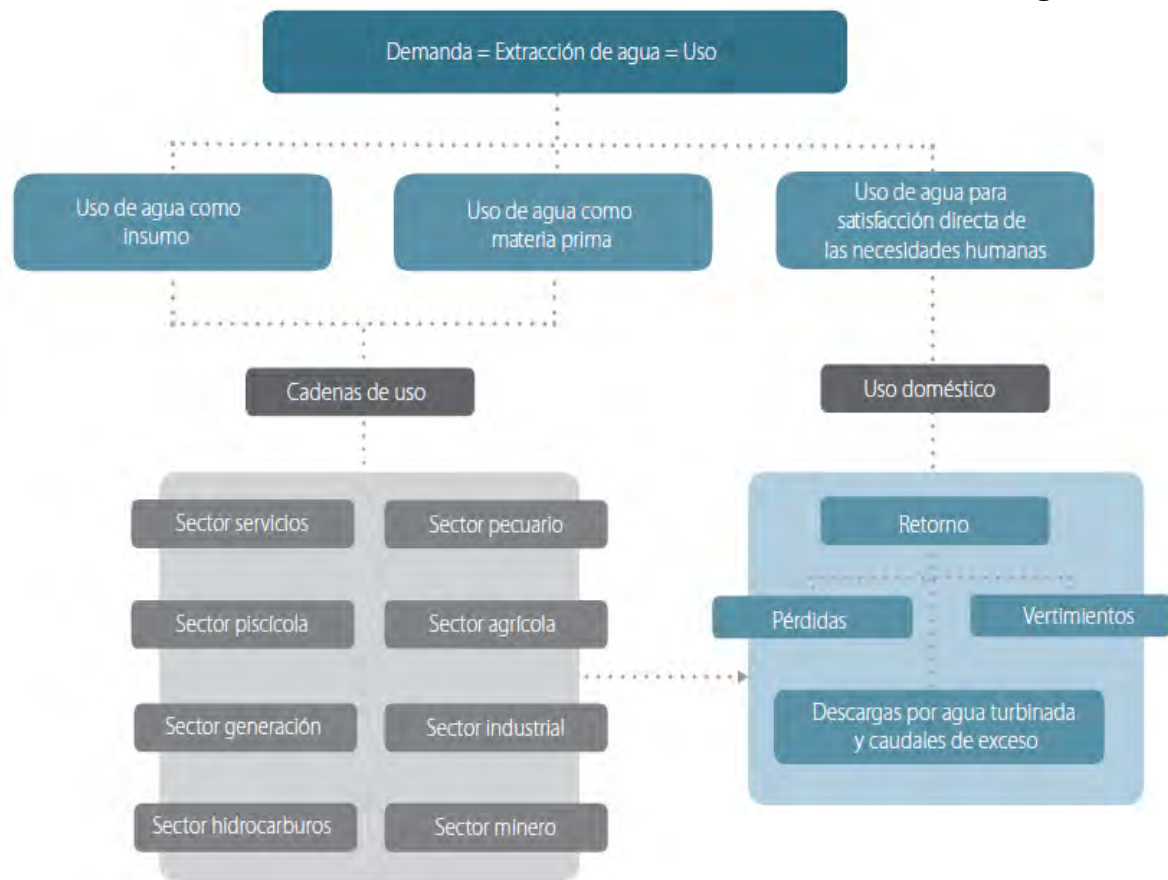 Demanda = Extracción de agua = Uso
Uso de agua como
insumo
Uso de agua como
materia prima
Uso de agua para
satisfacción directa de
las necesidades humanas
Cadenas de uso
Uso doméstico
Sector servicios
Sector pecuario
Sector piscícola
Sector agrícola
Sector generación
Sector industrial
Sector hidrocarburos
Sector minero
Retorno
Pérdidas
Vertimientos
Descargas por agua turbinada
y caudales de exceso